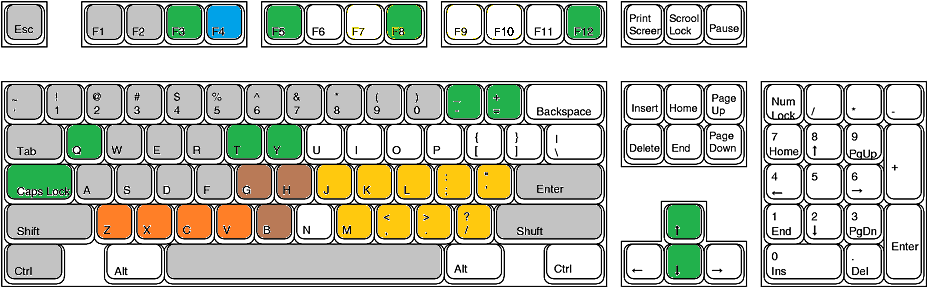 Esc F1 F2 F3 F4 F5 F6 F7 F8 F9 F10 F11 F12 Print Screen Scrool Lock Pause
~ ! @ # $ % ^ & * ( ) _ +
` 1 2 3 4 5 6 7 8 9 0 - = Backspace
Insert Home Page Up
Num Lock / * -
Tab Q W E R T Y U I O P { [ } ] | \
Delete End Page Down
7 Home 8 ↑ 9 PgUp +
Caps Lock A S D F G H J K L : ; " ' Enter
4 ← 5 6 →
Shift Z X C V B N M < , > . ? / Shuft
↑
1 End 2 ↓ 3 PgDn Enter
Ctrl Alt Alt Ctrl
← ↓ →
0 Ins . Del